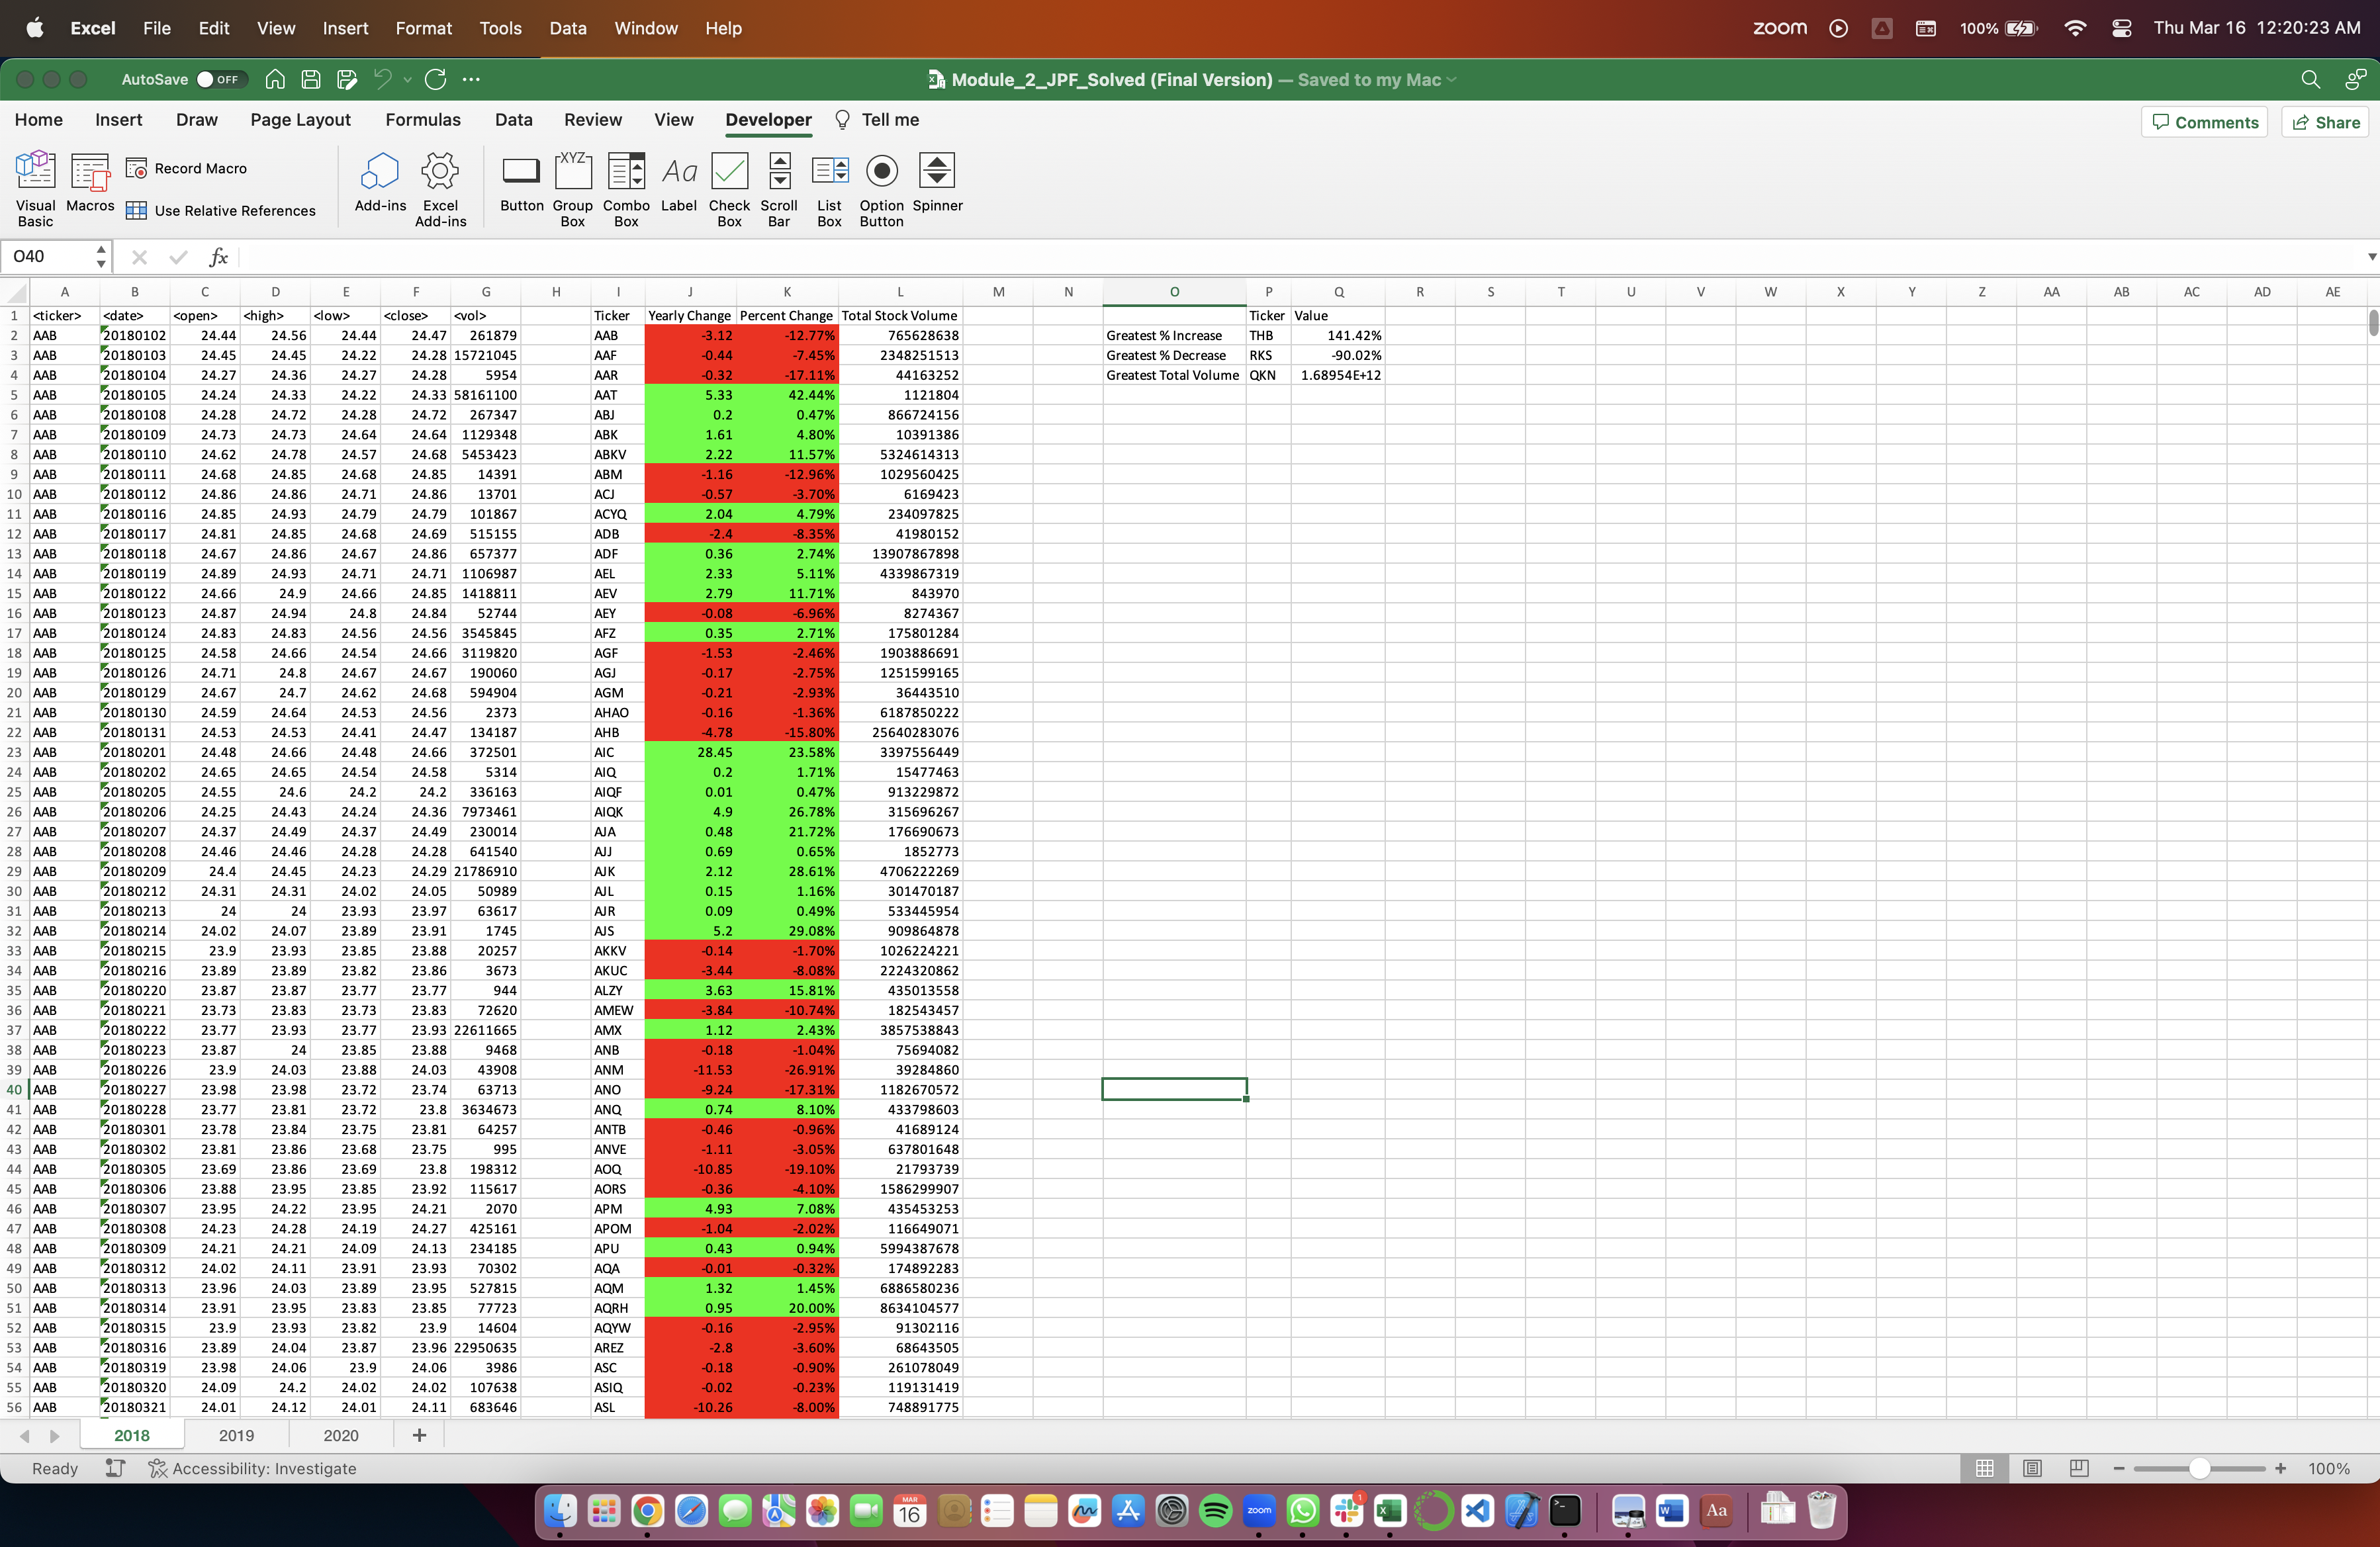 Excel File Edit View Insert Format Tools Data Window Help zoom 100% Thu Mar 16 12:20:23 AM
AutoSave OFF Module_2_JPF_Solved (Final Version) — Saved to my Mac
Home Insert Draw Page Layout Formulas Data Review View Developer Tell me Comments Share
Visual Basic Macros Record Macro Use Relative References Add-ins Excel Add-ins Button Group Box Combo Box Label Check Box Scroll Bar List Box Option Button Spinner
O40 fx
A B C D E F G H I J K L M N O P Q R S T U V W X Y Z AA AB AC AD AE
1 <ticker> <date> <open> <high> <low> <close> <vol> Ticker Yearly Change Percent Change Total Stock Volume Ticker Value
2 AAB 20180102 24.44 24.56 24.44 24.47 261879 AAB -3.12 -12.77% 765628638 Greatest % Increase THB 141.42%
3 AAB 20180103 24.45 24.45 24.22 24.28 15721045 AAF -0.44 -7.45% 2348251513 Greatest % Decrease RKS -90.02%
4 AAB 20180104 24.27 24.36 24.27 24.28 5954 AAR -0.32 -17.11% 44163252 Greatest Total Volume QKN 1.68954E+12
5 AAB 20180105 24.24 24.33 24.22 24.33 58161100 AAT 5.33 42.44% 1121804
6 AAB 20180108 24.28 24.72 24.28 24.72 267347 ABJ 0.2 0.47% 866724156
7 AAB 20180109 24.73 24.73 24.64 24.64 1129348 ABK 1.61 4.80% 10391386
8 AAB 20180110 24.62 24.78 24.57 24.68 5453423 ABKV 2.22 11.57% 5324614313
9 AAB 20180111 24.68 24.85 24.68 24.85 14391 ABM -1.16 -12.96% 1029560425
10 AAB 20180112 24.86 24.86 24.71 24.86 13701 ACJ -0.57 -3.70% 6169423
11 AAB 20180116 24.85 24.93 24.79 24.79 101867 ACYQ 2.04 4.79% 234097825
12 AAB 20180117 24.81 24.85 24.68 24.69 515155 ADB -2.4 -8.35% 41980152
13 AAB 20180118 24.67 24.86 24.67 24.86 657377 ADF 0.36 2.74% 13907867898
14 AAB 20180119 24.89 24.93 24.71 24.71 1106987 AEL 2.33 5.11% 4339867319
15 AAB 20180122 24.66 24.9 24.66 24.85 1418811 AEV 2.79 11.71% 843970
16 AAB 20180123 24.87 24.94 24.8 24.84 52744 AEY -0.08 -6.96% 8274367
17 AAB 20180124 24.83 24.83 24.56 24.56 3545845 AFZ 0.35 2.71% 175801284
18 AAB 20180125 24.58 24.66 24.54 24.66 3119820 AGF -1.53 -2.46% 1903886691
19 AAB 20180126 24.71 24.8 24.67 24.67 190060 AGJ -0.17 -2.75% 1251599165
20 AAB 20180129 24.67 24.7 24.62 24.68 594904 AGM -0.21 -2.93% 36443510
21 AAB 20180130 24.59 24.64 24.53 24.56 2373 AHAO -0.16 -1.36% 6187850222
22 AAB 20180131 24.53 24.53 24.41 24.47 134187 AHB -4.78 -15.80% 25640283076
23 AAB 20180201 24.48 24.66 24.48 24.66 372501 AIC 28.45 23.58% 3397556449
24 AAB 20180202 24.65 24.65 24.54 24.58 5314 AIQ 0.2 1.71% 15477463
25 AAB 20180205 24.55 24.6 24.2 24.2 336163 AIQF 0.01 0.47% 913229872
26 AAB 20180206 24.25 24.43 24.24 24.36 7973461 AIQK 4.9 26.78% 315696267
27 AAB 20180207 24.37 24.49 24.37 24.49 230014 AJA 0.48 21.72% 176690673
28 AAB 20180208 24.46 24.46 24.28 24.28 641540 AJJ 0.69 0.65% 1852773
29 AAB 20180209 24.4 24.45 24.23 24.29 21786910 AJK 2.12 28.61% 4706222269
30 AAB 20180212 24.31 24.31 24.02 24.05 50989 AJL 0.15 1.16% 301470187
31 AAB 20180213 24 24 23.93 23.97 63617 AJR 0.09 0.49% 533445954
32 AAB 20180214 24.02 24.07 23.89 23.91 1745 AJS 5.2 29.08% 909864878
33 AAB 20180215 23.9 23.93 23.85 23.88 20257 AKKV -0.14 -1.70% 1026224221
34 AAB 20180216 23.89 23.89 23.82 23.86 3673 AKUC -3.44 -8.08% 2224320862
35 AAB 20180220 23.87 23.87 23.77 23.77 944 ALZY 3.63 15.81% 435013558
36 AAB 20180221 23.73 23.83 23.73 23.83 72620 AMEW -3.84 -10.74% 182543457
37 AAB 20180222 23.77 23.93 23.77 23.93 22611665 AMX 1.12 2.43% 3857538843
38 AAB 20180223 23.87 24 23.85 23.88 9468 ANB -0.18 -1.04% 75694082
39 AAB 20180226 23.9 24.03 23.88 24.03 43908 ANM -11.53 -26.91% 39284860
40 AAB 20180227 23.98 23.98 23.72 23.74 63713 ANO -9.24 -17.31% 1182670572
41 AAB 20180228 23.77 23.81 23.72 23.8 3634673 ANQ 0.74 8.10% 433798603
42 AAB 20180301 23.78 23.84 23.75 23.81 64257 ANTB -0.46 -0.96% 41689124
43 AAB 20180302 23.81 23.86 23.68 23.75 995 ANVE -1.11 -3.05% 637801648
44 AAB 20180305 23.69 23.86 23.69 23.8 198312 AOQ -10.85 -19.10% 21793739
45 AAB 20180306 23.88 23.95 23.85 23.92 115617 AORS -0.36 -4.10% 1586299907
46 AAB 20180307 23.95 24.22 23.95 24.21 2070 APM 4.93 7.08% 435453253
47 AAB 20180308 24.23 24.28 24.19 24.27 425161 APOM -1.04 -2.02% 116649071
48 AAB 20180309 24.21 24.21 24.09 24.13 234185 APU 0.43 0.94% 5994387678
49 AAB 20180312 24.02 24.11 23.91 23.93 70302 AQA -0.01 -0.32% 174892283
50 AAB 20180313 23.96 24.03 23.89 23.95 527815 AQM 1.32 1.45% 6886580236
51 AAB 20180314 23.91 23.95 23.83 23.85 77723 AQRH 0.95 20.00% 8634104577
52 AAB 20180315 23.9 23.93 23.82 23.9 14604 AQYW -0.16 -2.95% 91302116
53 AAB 20180316 23.89 24.04 23.87 23.96 22950635 AREZ -2.8 -3.60% 68643505
54 AAB 20180319 23.98 24.06 23.9 24.06 3986 ASC -0.18 -0.90% 261078049
55 AAB 20180320 24.09 24.2 24.02 24.02 107638 ASIQ -0.02 -0.23% 119131419
56 AAB 20180321 24.01 24.12 24.01 24.11 683646 ASL -10.26 -8.00% 748891775
2018 2019 2020 +
Ready Accessibility: Investigate 100%
MAR 16 zoom 1 Aa